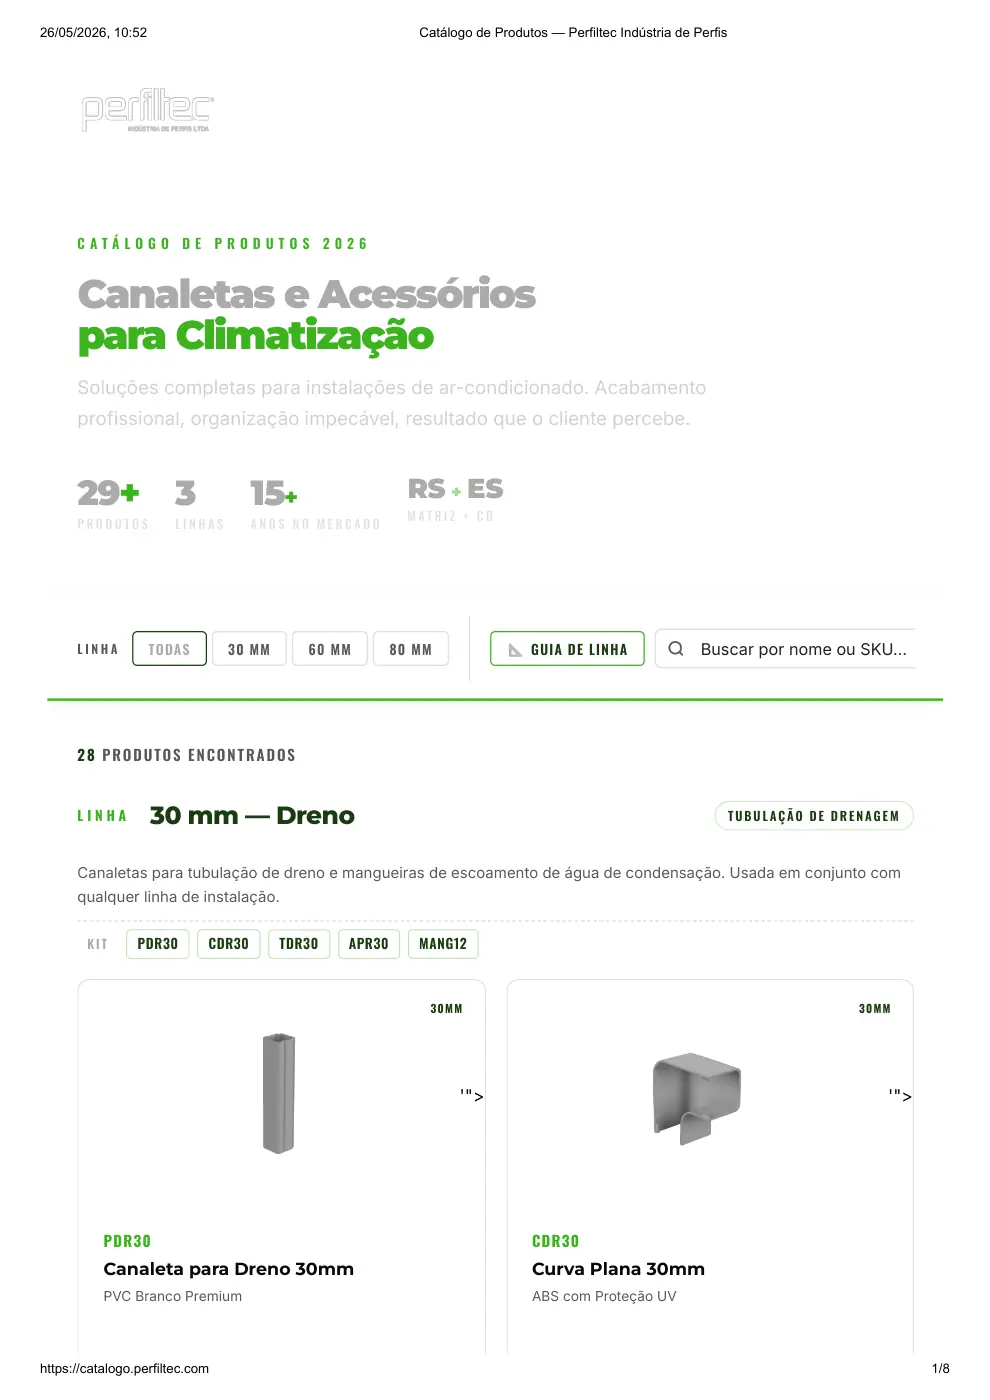 26/05/2026, 10:52
Catálogo de Produtos — Perfiltec Indústria de Perfis
perfiltec
INDÚSTRIA DE PERFIS LTDA
CATÁLOGO DE PRODUTOS 2026
Canaletas e Acessórios
para Climatização
Soluções completas para instalações de ar-condicionado. Acabamento
profissional, organização impecável, resultado que o cliente percebe.
29+ 3 15+ RS + ES
PRODUTOS LINHAS ANOS NO MERCADO MATRIZ + CD
LINHA TODAS 30 MM 60 MM 80 MM GUIA DE LINHA Buscar por nome ou SKU...
28 PRODUTOS ENCONTRADOS
LINHA 30 mm — Dreno TUBULAÇÃO DE DRENAGEM
Canaletas para tubulação de dreno e mangueiras de escoamento de água de condensação. Usada em conjunto com
qualquer linha de instalação.
KIT PDR30 CDR30 TDR30 APR30 MANG12
30MM
'">
PDR30
Canaleta para Dreno 30mm
PVC Branco Premium
30MM
'">
CDR30
Curva Plana 30mm
ABS com Proteção UV
https://catalogo.perfiltec.com
1/8